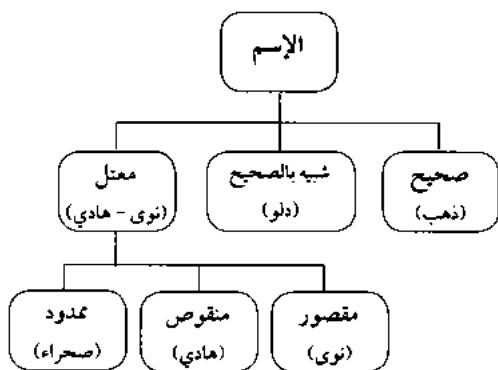 الإسم
صحيح
(ذهب)
شبيه بالصحيح
(دلو)
معتل
(نوى - هادي)
مقصور
(نوى)
منقوص
(هادي)
ممدود
(صحراء)